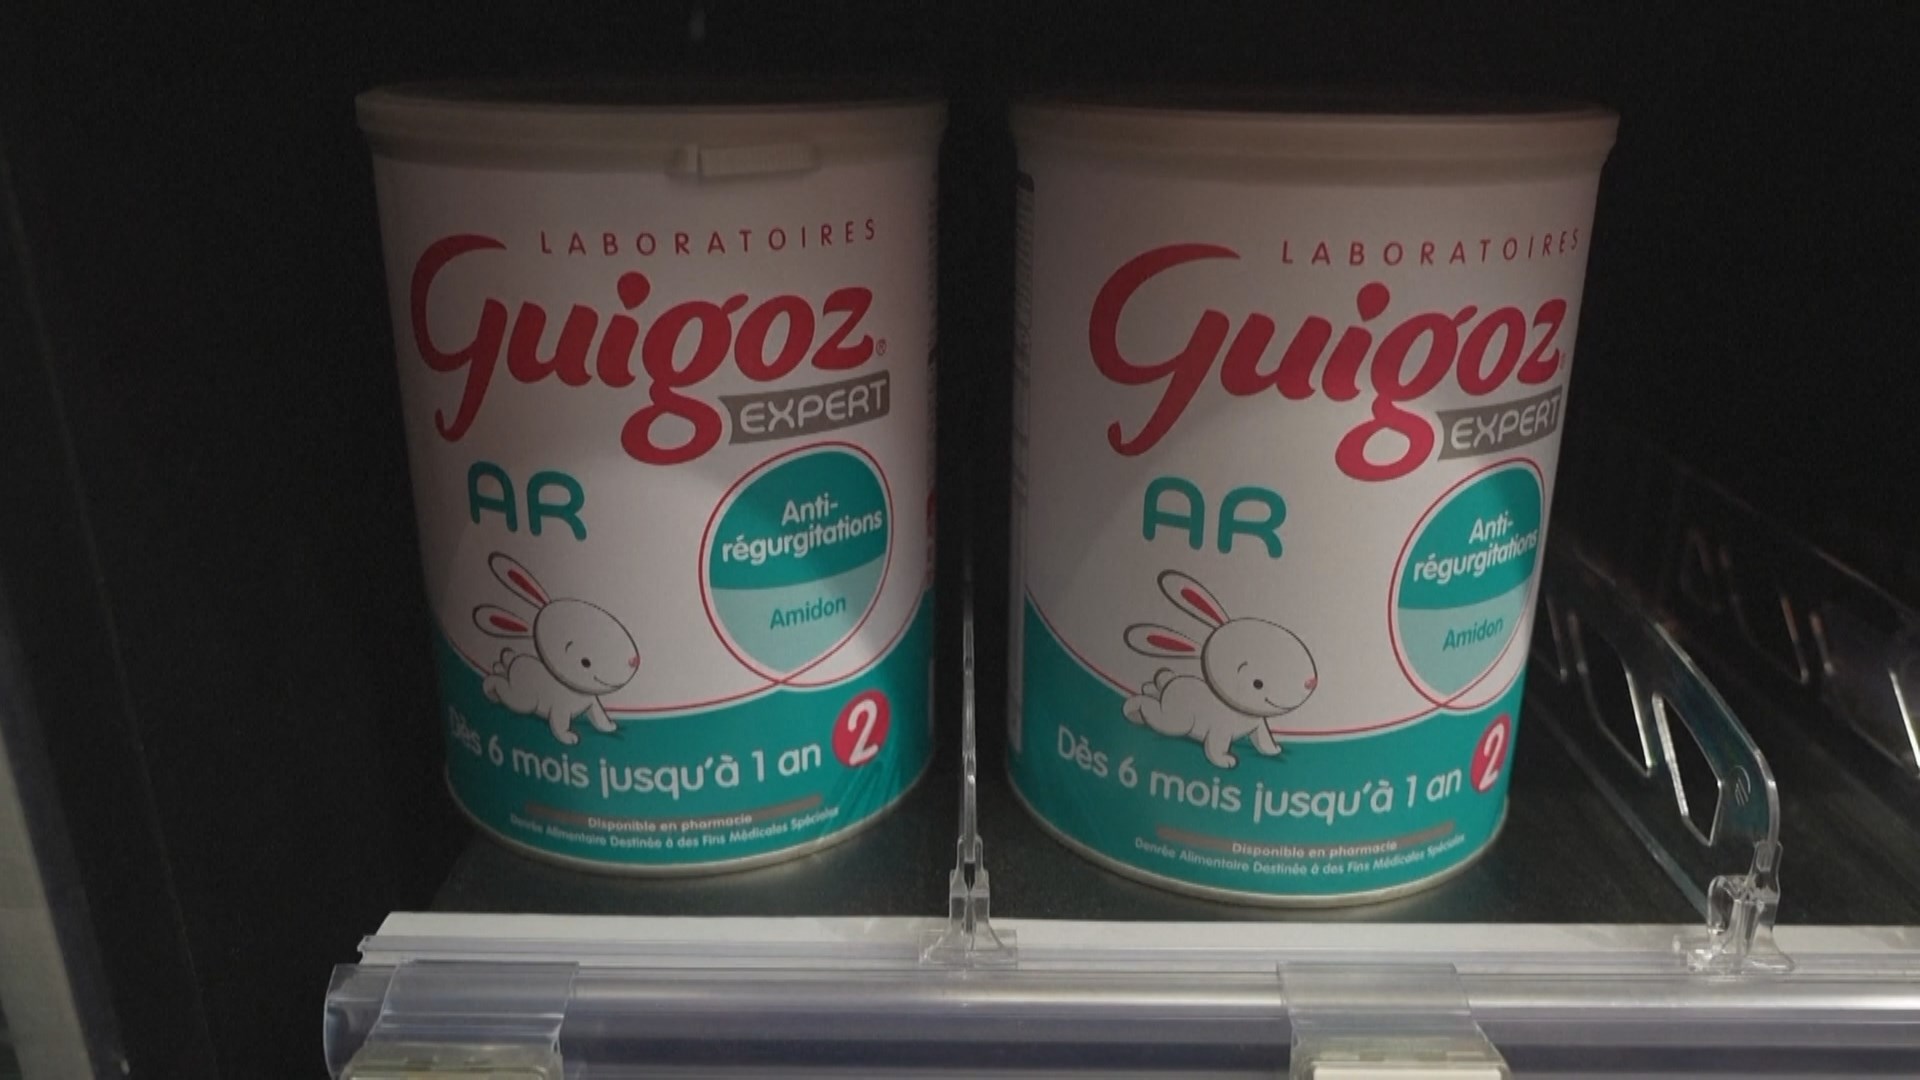 LABORATOIRES
Guigoz®
EXPERT
AR
Anti-
régurgitations
Amidon
Dès 6 mois jusqu'à 1 an 2
Disponible en pharmacie
Denrée Alimentaire Destinée à des Fins Médicales Spéciales
LABORATOIRES
Guigoz
EXPERT
AR
Anti-
régurgitations
Amidon
Dès 6 mois jusqu'à 1 an 2
Disponible en pharmacie
Denrée Alimentaire Destinée à des Fins Médicales Spéciales